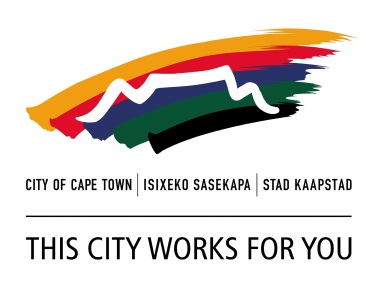 CITY OF CAPE TOWN | ISIXEKO SASEKAPA | STAD KAAPSTAD
THIS CITY WORKS FOR YOU